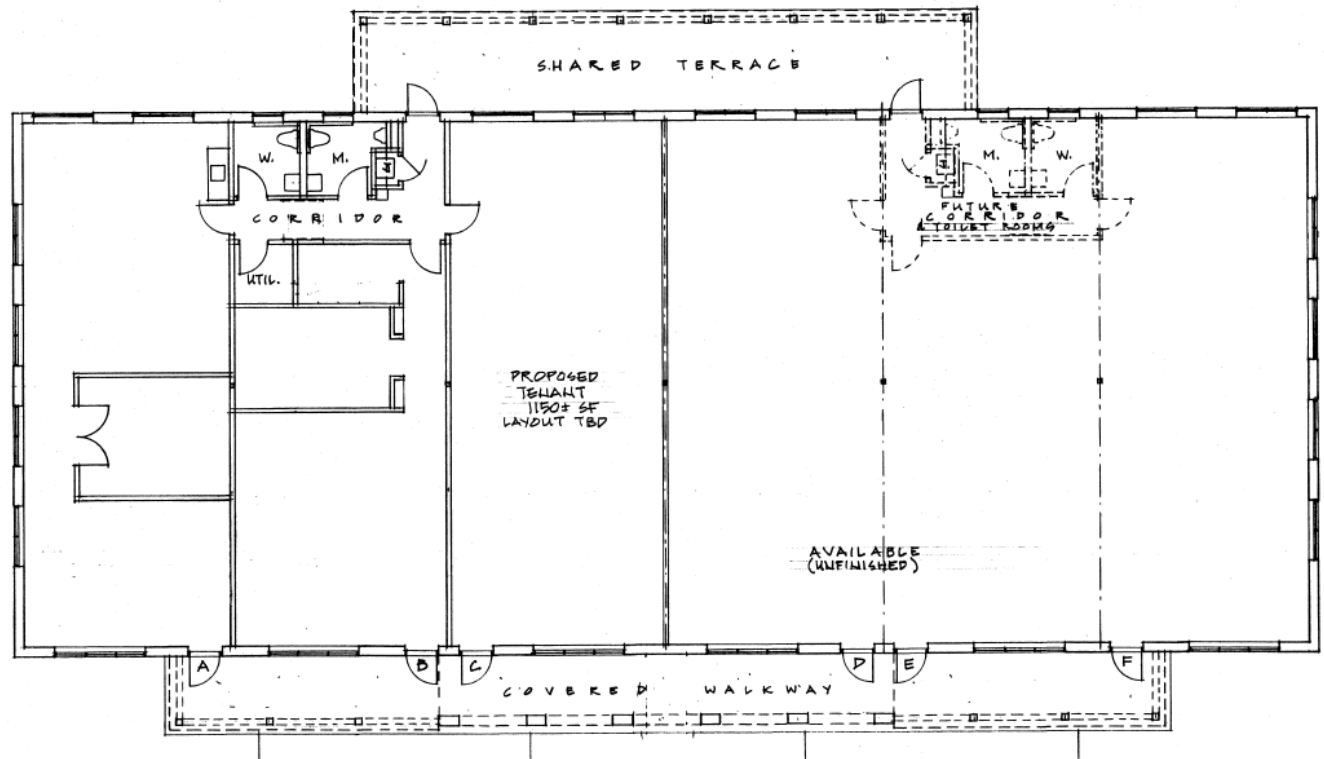 SHARED TERRACE
W.
M.
M.
W.
CORRIDOR
FUTURE
CORRIDOR
& TOILET ROOMS
UTIL.
PROPOSED
TENANT
1150± SF
LAYOUT TBD
AVAILABLE
(UNFINISHED)
A
B
C
D
E
F
COVERED WALKWAY